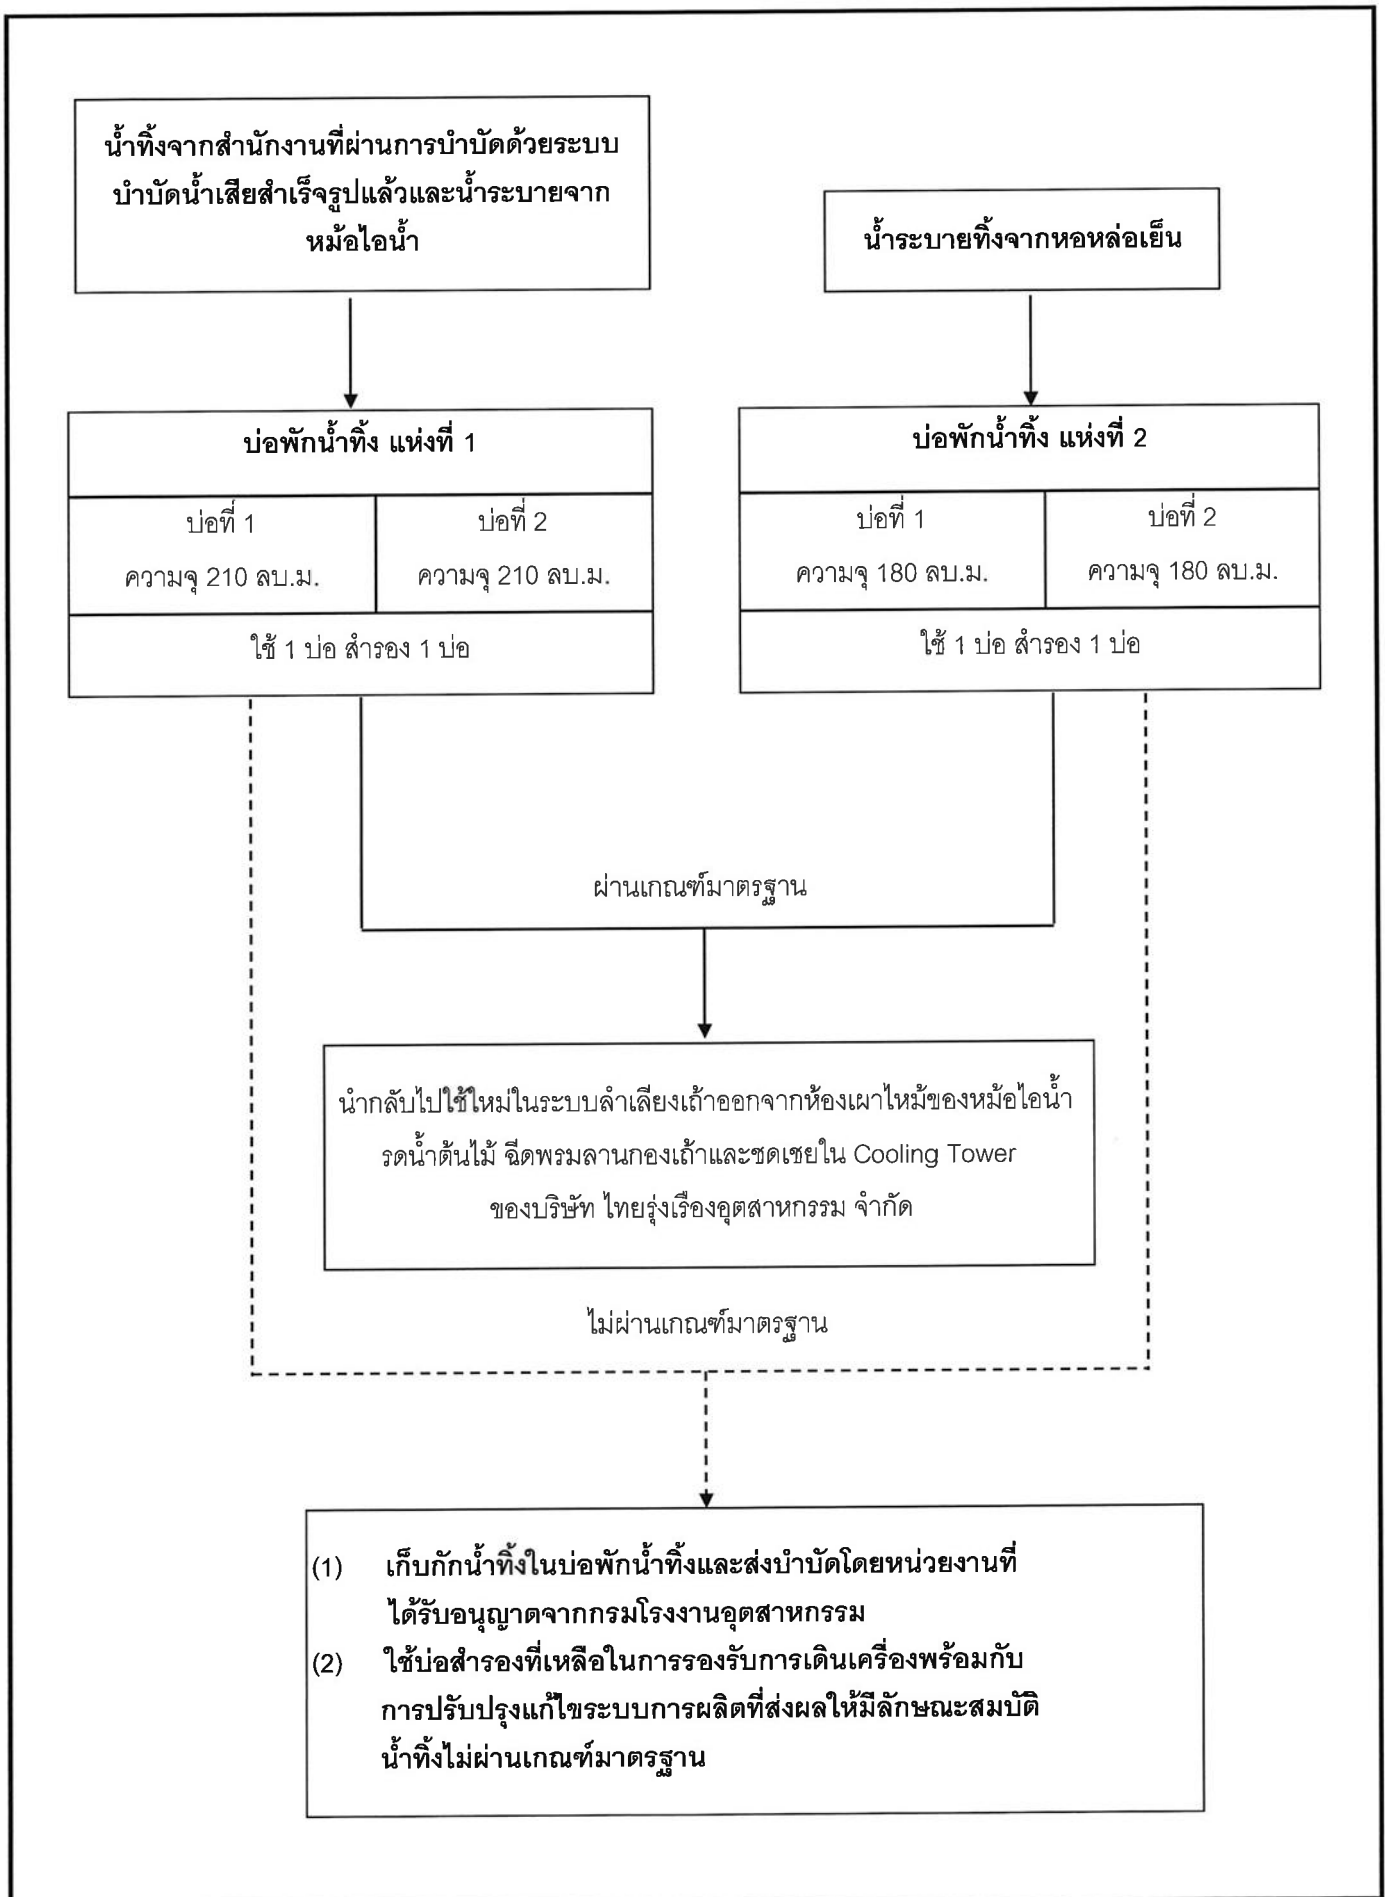 น้ำทิ้งจากสำนักงานที่ผ่านการบำบัดด้วยระบบ
บำบัดน้ำเสียสำเร็จรูปแล้วและน้ำระบายจาก
หม้อไอน้ำ
น้ำระบายทิ้งจากหอหล่อเย็น
บ่อพักน้ำทิ้ง แห่งที่ 1
บ่อที่ 1
ความจุ 210 ลบ.ม.
บ่อที่ 2
ความจุ 210 ลบ.ม.
ใช้ 1 บ่อ สำรอง 1 บ่อ
บ่อพักน้ำทิ้ง แห่งที่ 2
บ่อที่ 1
ความจุ 180 ลบ.ม.
บ่อที่ 2
ความจุ 180 ลบ.ม.
ใช้ 1 บ่อ สำรอง 1 บ่อ
ผ่านเกณฑ์มาตรฐาน
นำกลับไปใช้ใหม่ในระบบลำเลียงเถ้าออกจากห้องเผาไหม้ของหม้อไอน้ำ
รดน้ำต้นไม้ ฉีดพรมลานกองเถ้าและชดเชยใน Cooling Tower
ของบริษัท ไทยรุ่งเรืองอุตสาหกรรม จำกัด
ไม่ผ่านเกณฑ์มาตรฐาน
(1) เก็บกักน้ำทิ้งในบ่อพักน้ำทิ้งและส่งบำบัดโดยหน่วยงานที่
ได้รับอนุญาตจากกรมโรงงานอุตสาหกรรม
(2) ใช้บ่อสำรองที่เหลือในการรองรับการเดินเครื่องพร้อมกับ
การปรับปรุงแก้ไขระบบการผลิตที่ส่งผลให้มีลักษณะสมบัติ
น้ำทิ้งไม่ผ่านเกณฑ์มาตรฐาน